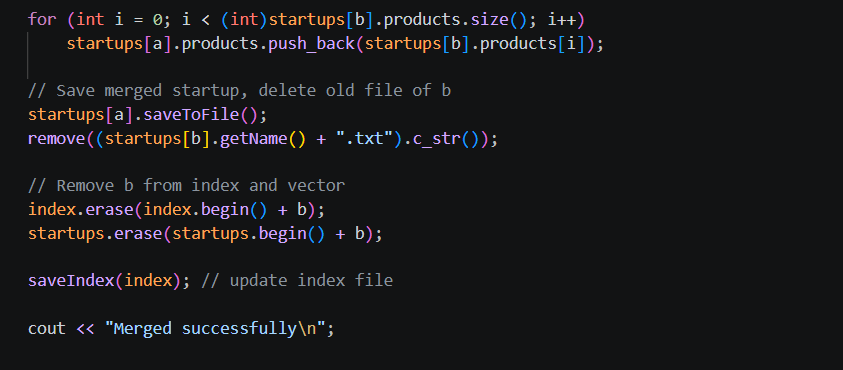 for (int i = 0; i < (int)startups[b].products.size(); i++)
    startups[a].products.push_back(startups[b].products[i]);

// Save merged startup, delete old file of b
startups[a].saveToFile();
remove((startups[b].getName() + ".txt").c_str());

// Remove b from index and vector
index.erase(index.begin() + b);
startups.erase(startups.begin() + b);

saveIndex(index); // update index file

cout << "Merged successfully\n";